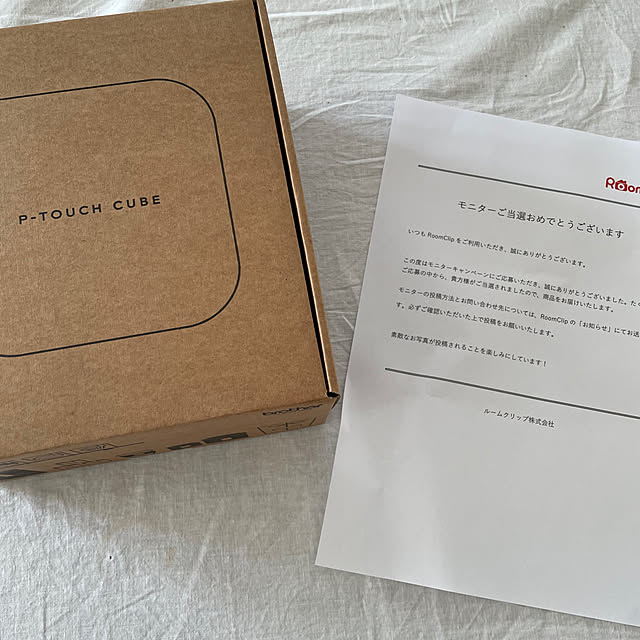 P-TOUCH CUBE
brother
Room
モニターご当選おめでとうございます
いつも RoomClip をご利用いただき、誠にありがとうございます。
この度はモニターキャンペーンにご応募いただき、誠にありがとうございました。たく
ご応募の中から、貴方様がご当選されましたので、商品をお届けいたします。
モニターの投稿方法とお問い合わせ先については、RoomClip の「お知らせ」にてお送
す。必ずご確認いただいた上で投稿をお願いいたします。
素敵なお写真が投稿されることを楽しみにしています！
ルームクリップ株式会社